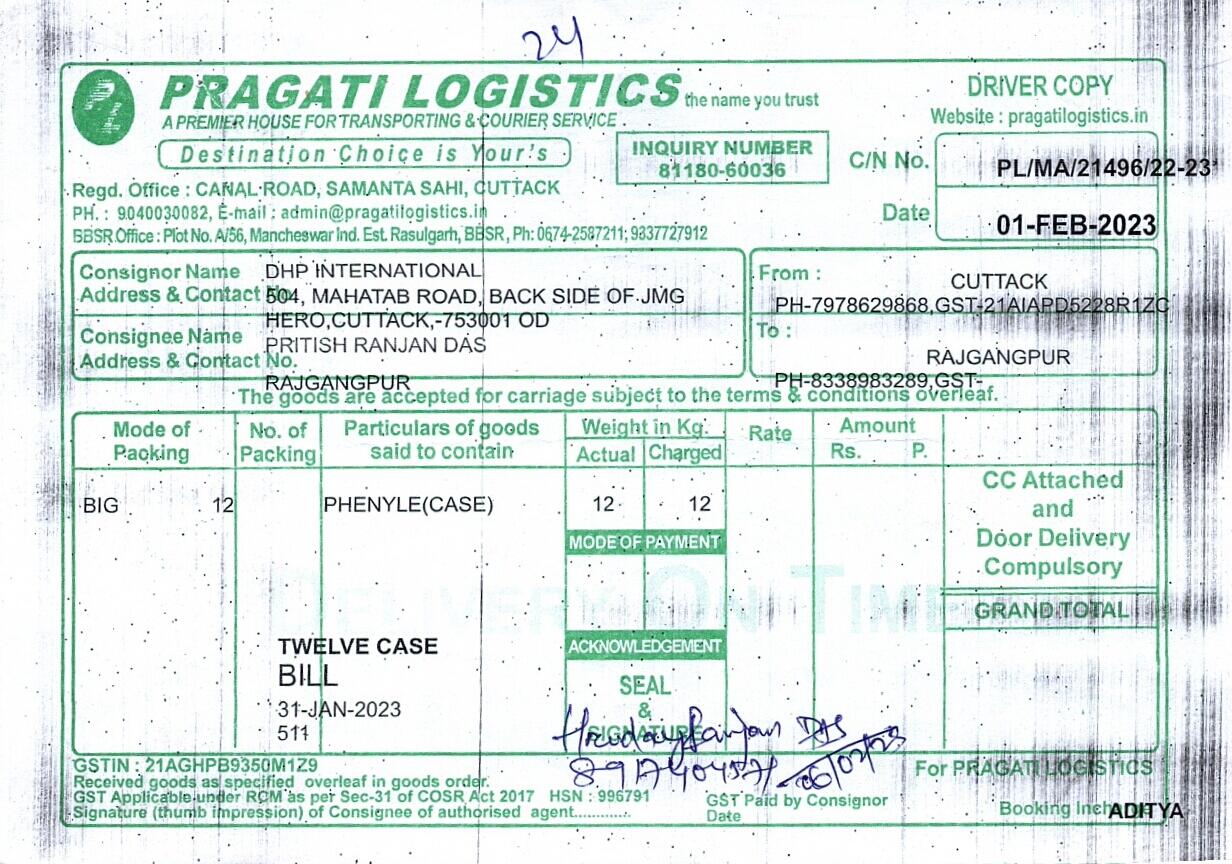 24
PRAGATI LOGISTICS the name you trust
A PREMIER HOUSE FOR TRANSPORTING & COURIER SERVICE
Destination Choice is Your's
INQUIRY NUMBER
81180-60036
DRIVER COPY
Website : pragatilogistics.in
C/N No. PL/MA/21496/22-23
Date 01-FEB-2023
Regd. Office : CANAL ROAD, SAMANTA SAHI, CUTTACK
PH. : 9040030082, E-mail : admin@pragatilogistics.in
BBSR Office : Plot No. A/56, Mancheswar Ind. Est. Rasulgarh, BBSR, Ph: 0674-2587211; 9337727912
Consignor Name DHP INTERNATIONAL
Address & Contact No. 504, MAHATAB ROAD, BACK SIDE OF JMG
HERO,CUTTACK,-753001 OD
Consignee Name PRITISH RANJAN DAS
Address & Contact No.
RAJGANGPUR
From : CUTTACK
PH-7978629868,GST-21AIAPD5228R1ZC
To :
RAJGANGPUR
PH-8338983289,GST-
The goods are accepted for carriage subject to the terms & conditions overleaf.
Mode of Packing No. of Packing Particulars of goods said to contain Weight in Kg. Actual Charged Rate Amount Rs. P.
BIG 12 PHENYLE(CASE) 12 12
CC Attached
and
Door Delivery
Compulsory
MODE OF PAYMENT
DELIVERY ON TIME
GRAND TOTAL
TWELVE CASE
BILL
31-JAN-2023
511
ACKNOWLEDGEMENT
SEAL
&
SIGNATURE
Ranjan DAS
06/02/23
GSTIN : 21AGHPB9350M1Z9
Received goods as specified overleaf in goods order.
GST Applicable under RCM as per Sec-31 of COSR Act 2017 HSN : 996791
Signature (thumb impression) of Consignee of authorised agent.............
GST Paid by Consignor
Date
For PRAGATI LOGISTICS
Booking ADITYA